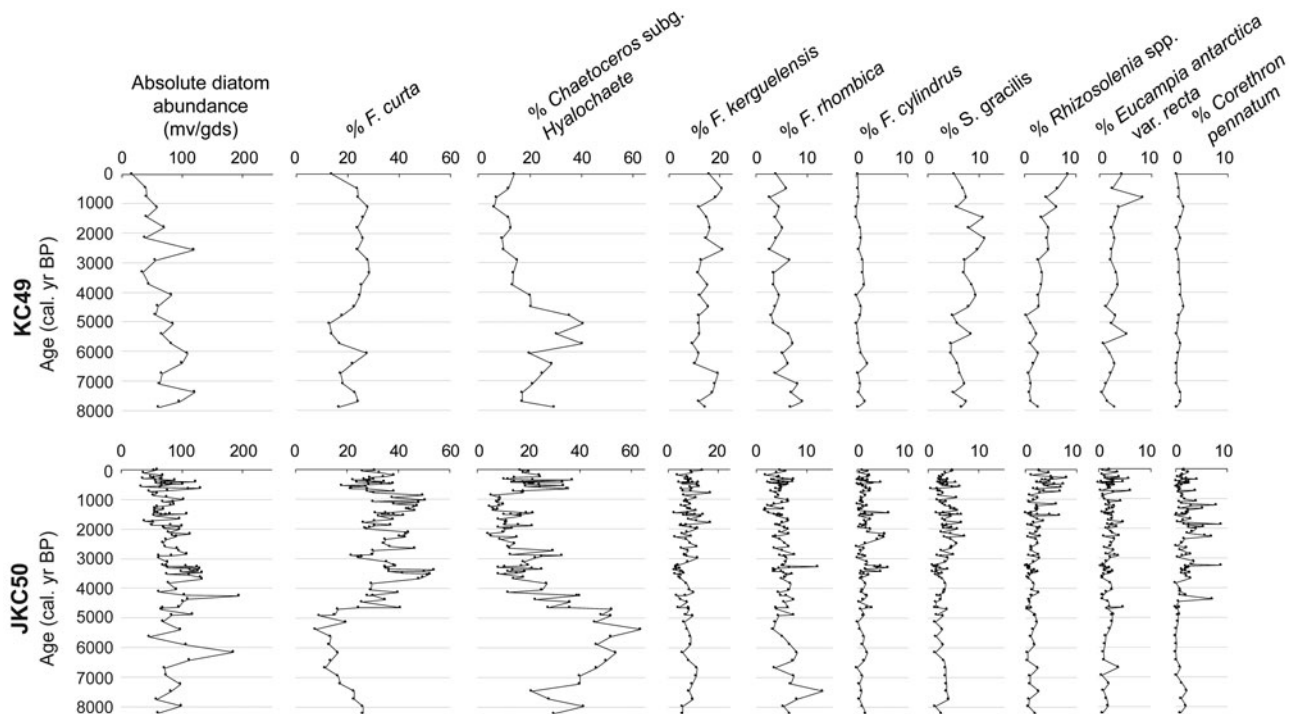 Absolute diatom
abundance
(mv/gds)
% F. curta
% Chaetoceros subg.
Hyalochaete
% F. kerguelensis
% F. rhombica
% F. cylindrus
% S. gracilis
% Rhizosolenia spp.
% Eucampia antarctica
var. recta
% Corethron
pennatum
0 100 200
0 20 40 60
0 20 40 60
0 10 20
0 10
0 10
0 10
0 10
0 10
0 10
KC49
Age (cal. yr BP)
0
1000
2000
3000
4000
5000
6000
7000
8000
0 100 200
0 20 40 60
0 20 40 60
0 10 20
0 10
0 10
0 10
0 10
0 10
0 10
JKC50
Age (cal. yr BP)
0
1000
2000
3000
4000
5000
6000
7000
8000